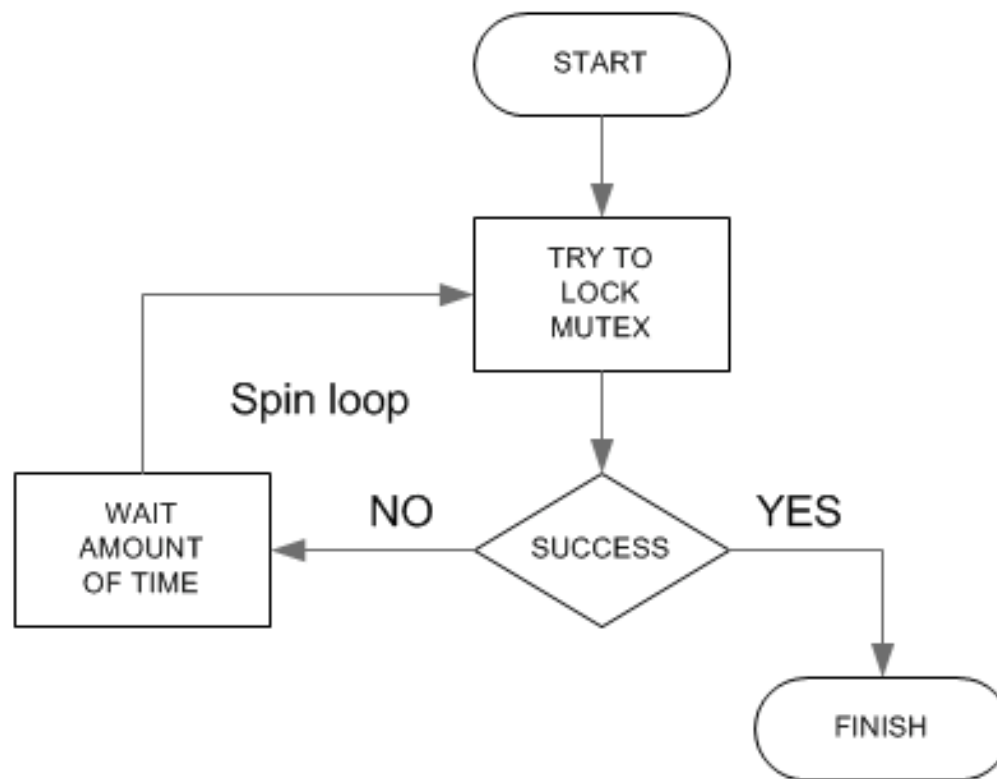 START
TRY TO
LOCK
MUTEX
Spin loop
WAIT
AMOUNT
OF TIME
NO
SUCCESS
YES
FINISH